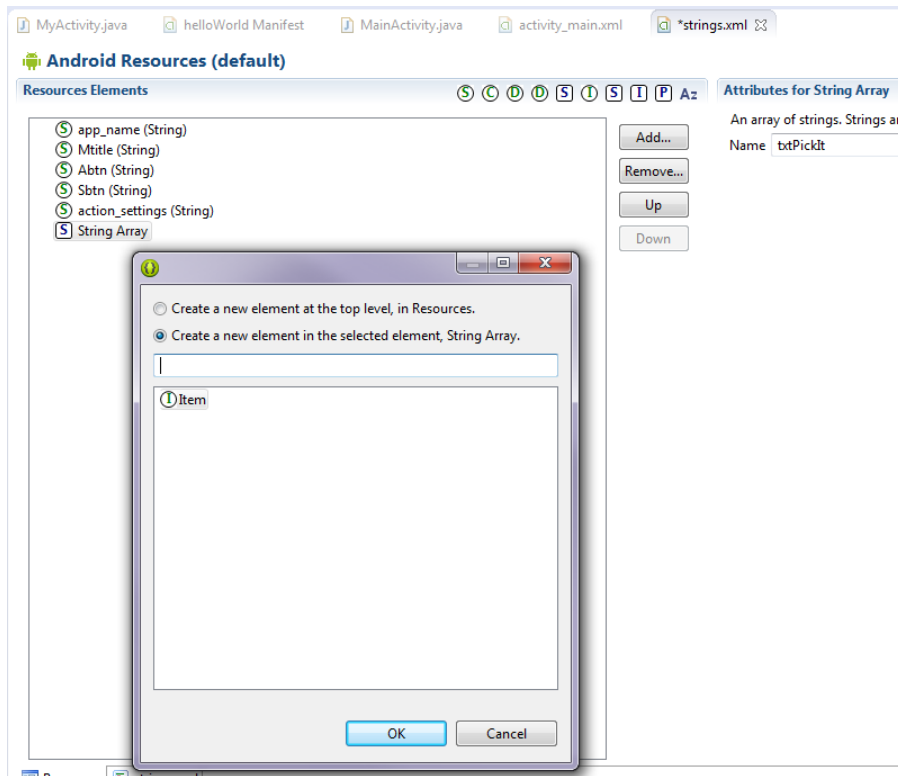 MyActivity.java helloWorld Manifest MainActivity.java activity_main.xml *strings.xml
Android Resources (default)
Resources Elements S C D D S I S I P Az Attributes for String Array
An array of strings. Strings
S app_name (String) Add...
S Mtitle (String) Name txtPickIt
S Abtn (String) Remove...
S Sbtn (String)
S action_settings (String) Up
S String Array Down
Create a new element at the top level, in Resources.
Create a new element in the selected element, String Array.
I Item
OK Cancel